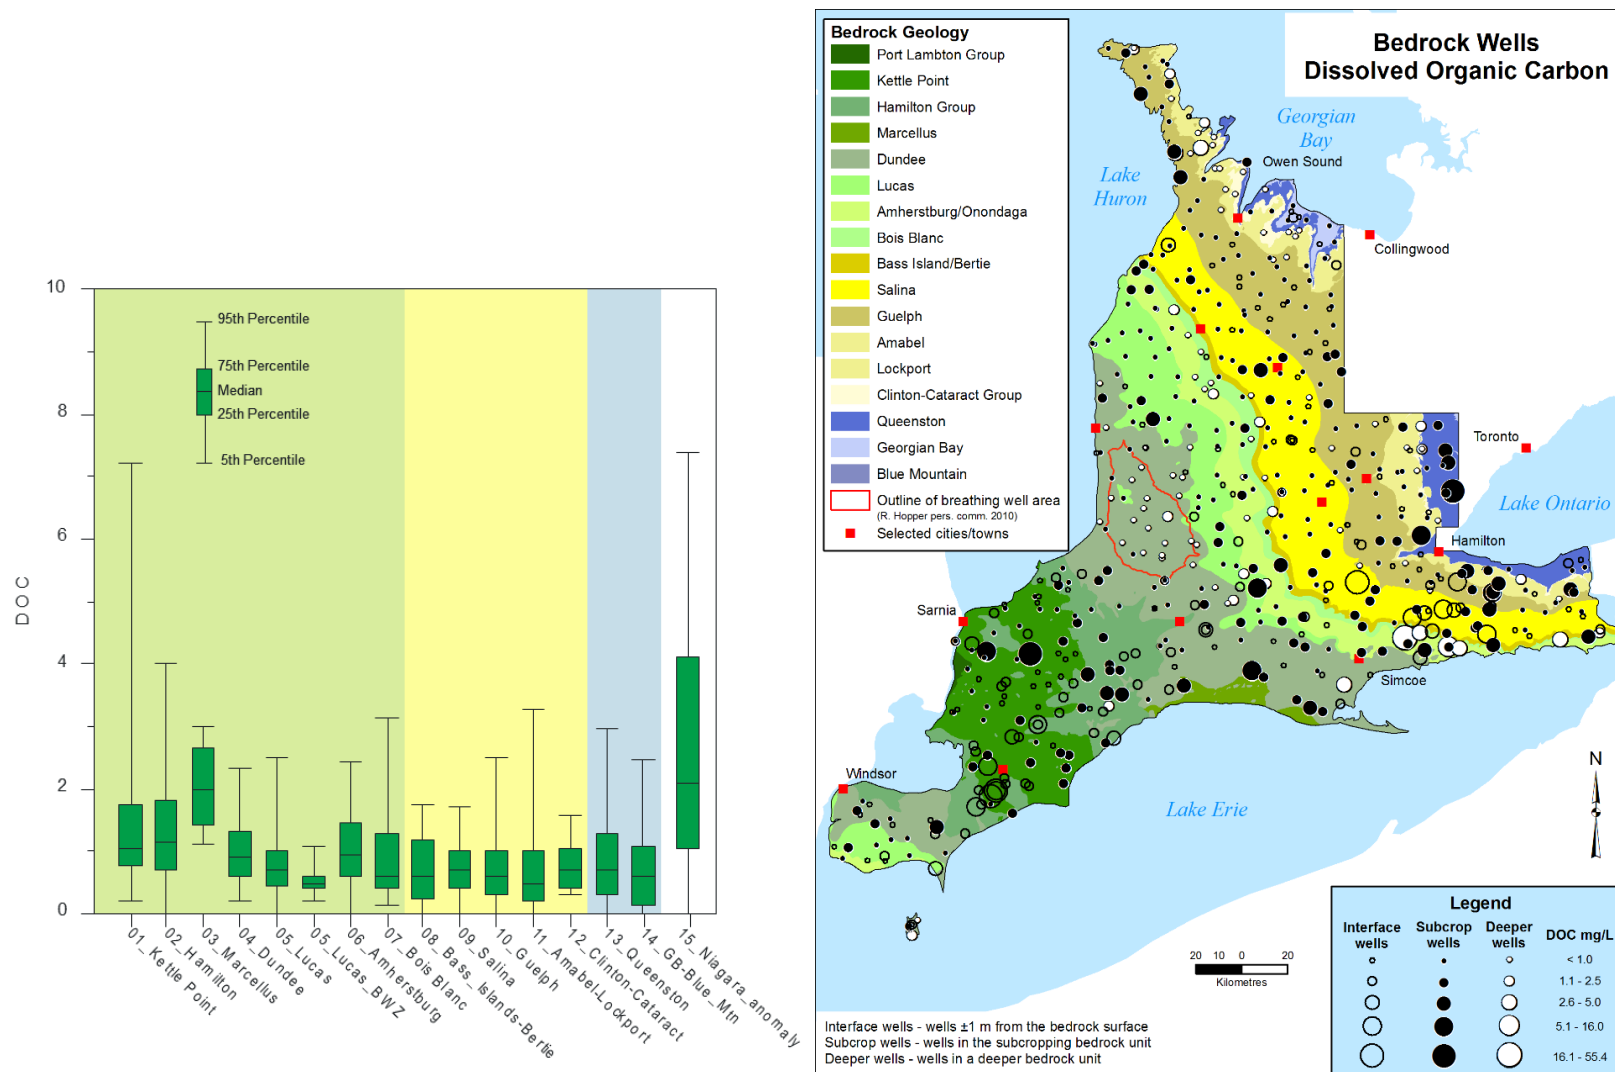 10
8
6
4
2
0
DOC
95th Percentile
75th Percentile
Median
25th Percentile
5th Percentile
01_Kettle Point
02_Hamilton
03_Marcellus
04_Dundee
05_Lucas
05_Lucas_BWZ
06_Amherstburg
07_Bois Blanc
08_Bass_Islands-Bertie
09_Salina
10_Guelph
11_Amabel-Lockport
12_Clinton-Cataract
13_Queenston
14_GB-Blue_Mtn
15_Niagara_anomaly
Bedrock Geology
Port Lambton Group
Kettle Point
Hamilton Group
Marcellus
Dundee
Lucas
Amherstburg/Onondaga
Bois Blanc
Bass Island/Bertie
Salina
Guelph
Amabel
Lockport
Clinton-Cataract Group
Queenston
Georgian Bay
Blue Mountain
Outline of breathing well area
(R. Hopper pers. comm. 2010)
Selected cities/towns
Bedrock Wells
Dissolved Organic Carbon
Georgian
Bay
Owen Sound
Lake
Huron
Collingwood
Toronto
Lake Ontario
Hamilton
Sarnia
Simcoe
Windsor
Lake Erie
N
20 10 0 20
Kilometres
Interface wells - wells ±1 m from the bedrock surface
Subcrop wells - wells in the subcropping bedrock unit
Deeper wells - wells in a deeper bedrock unit
Legend
Interface wells
Subcrop wells
Deeper wells
DOC mg/L
< 1.0
1.1 - 2.5
2.6 - 5.0
5.1 - 16.0
16.1 - 55.4